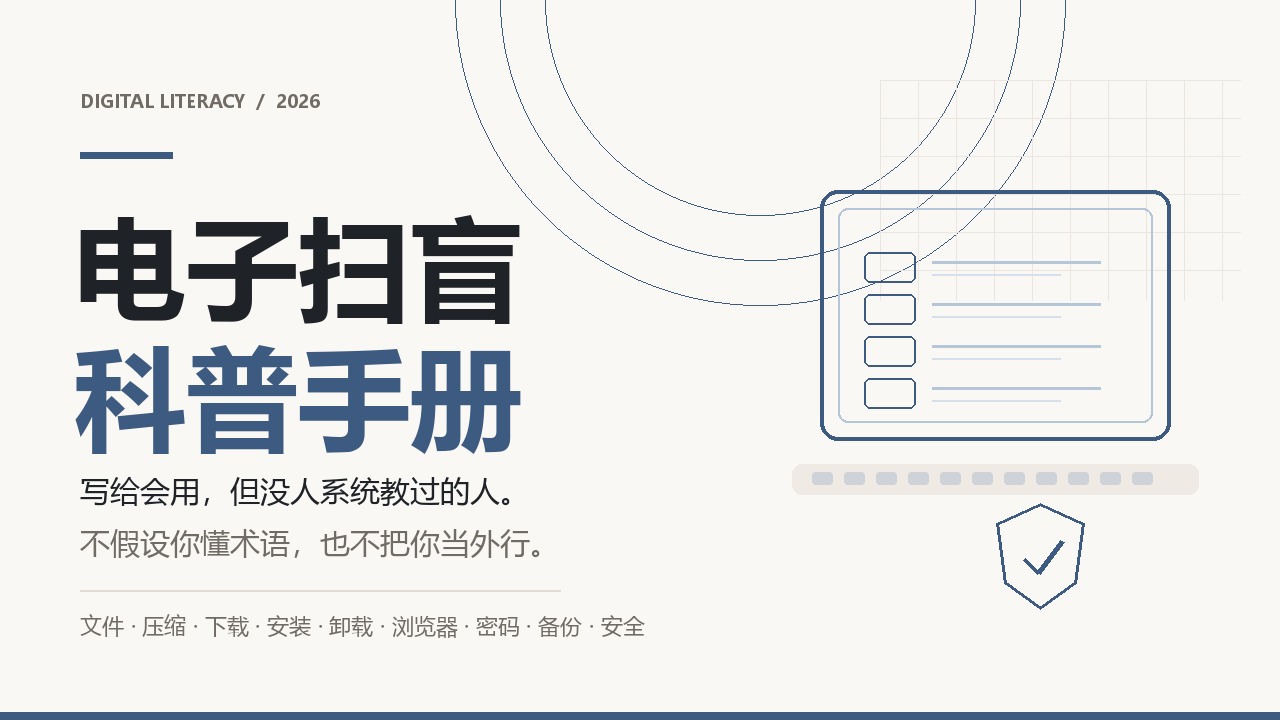 DIGITAL LITERACY / 2026
电子扫盲
科普手册
写给会用，但没人系统教过的人。
不假设你懂术语，也不把你当外行。
文件 · 压缩 · 下载 · 安装 · 卸载 · 浏览器 · 密码 · 备份 · 安全